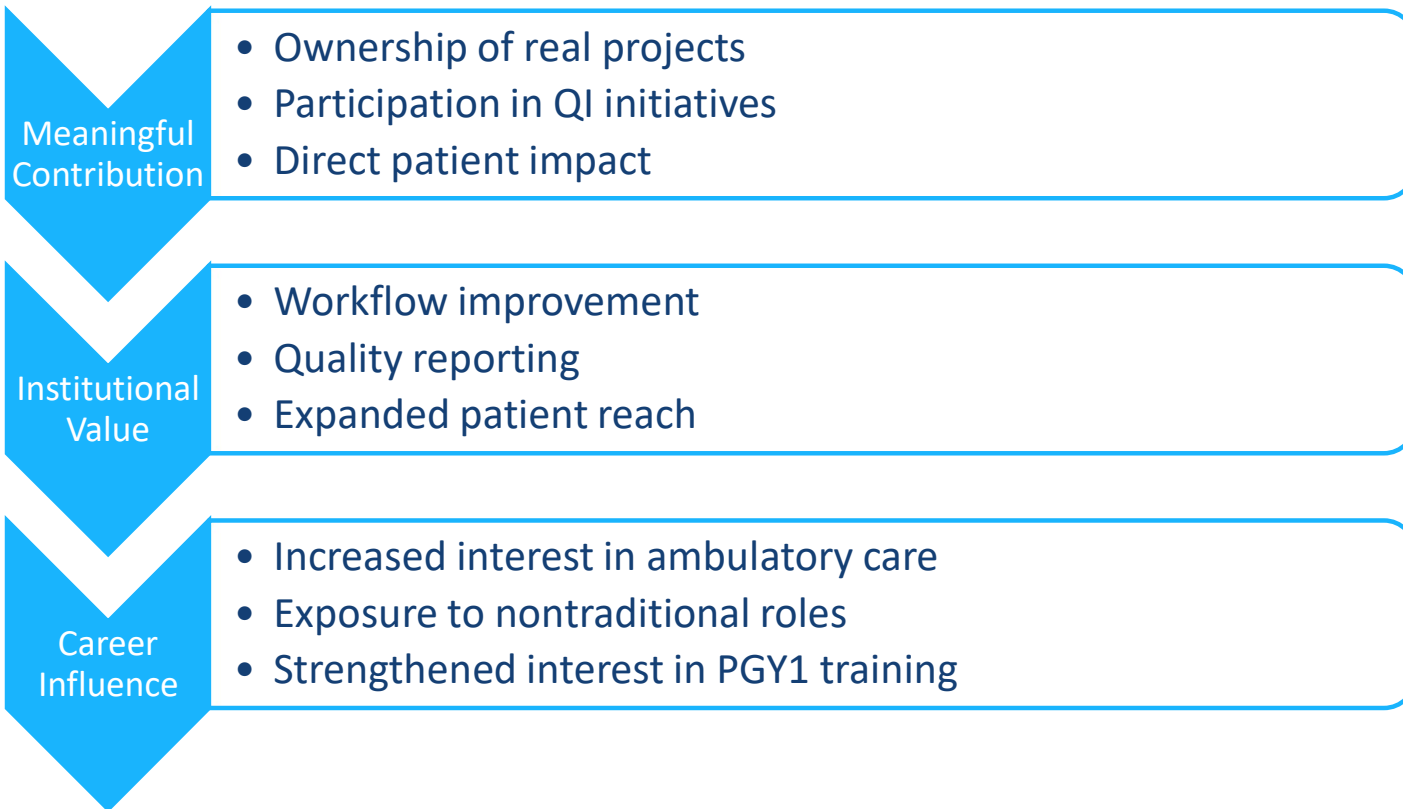 Meaningful
Contribution
• Ownership of real projects
• Participation in QI initiatives
• Direct patient impact
Institutional
Value
• Workflow improvement
• Quality reporting
• Expanded patient reach
Career
Influence
• Increased interest in ambulatory care
• Exposure to nontraditional roles
• Strengthened interest in PGY1 training